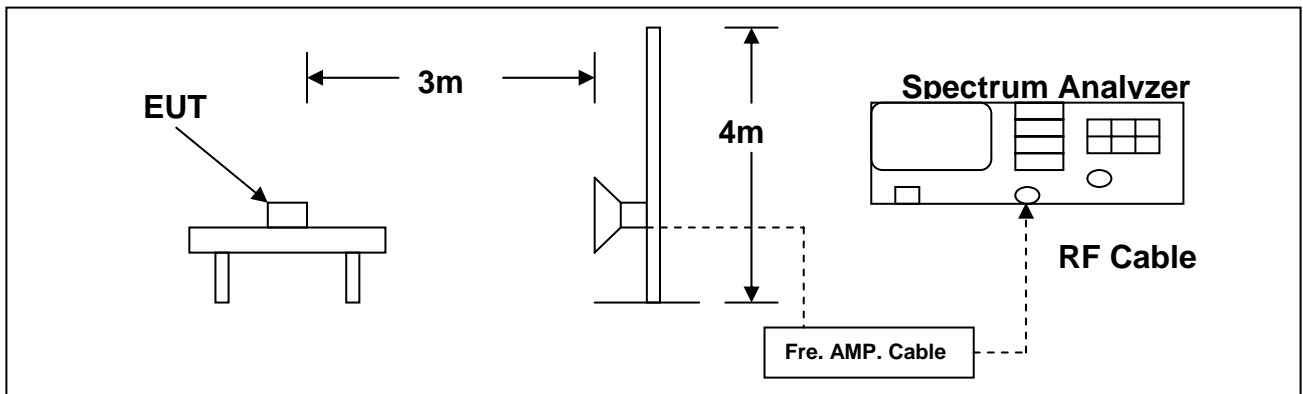 3m
Spectrum Analyzer
EUT
4m
RF Cable
Fre. AMP. Cable